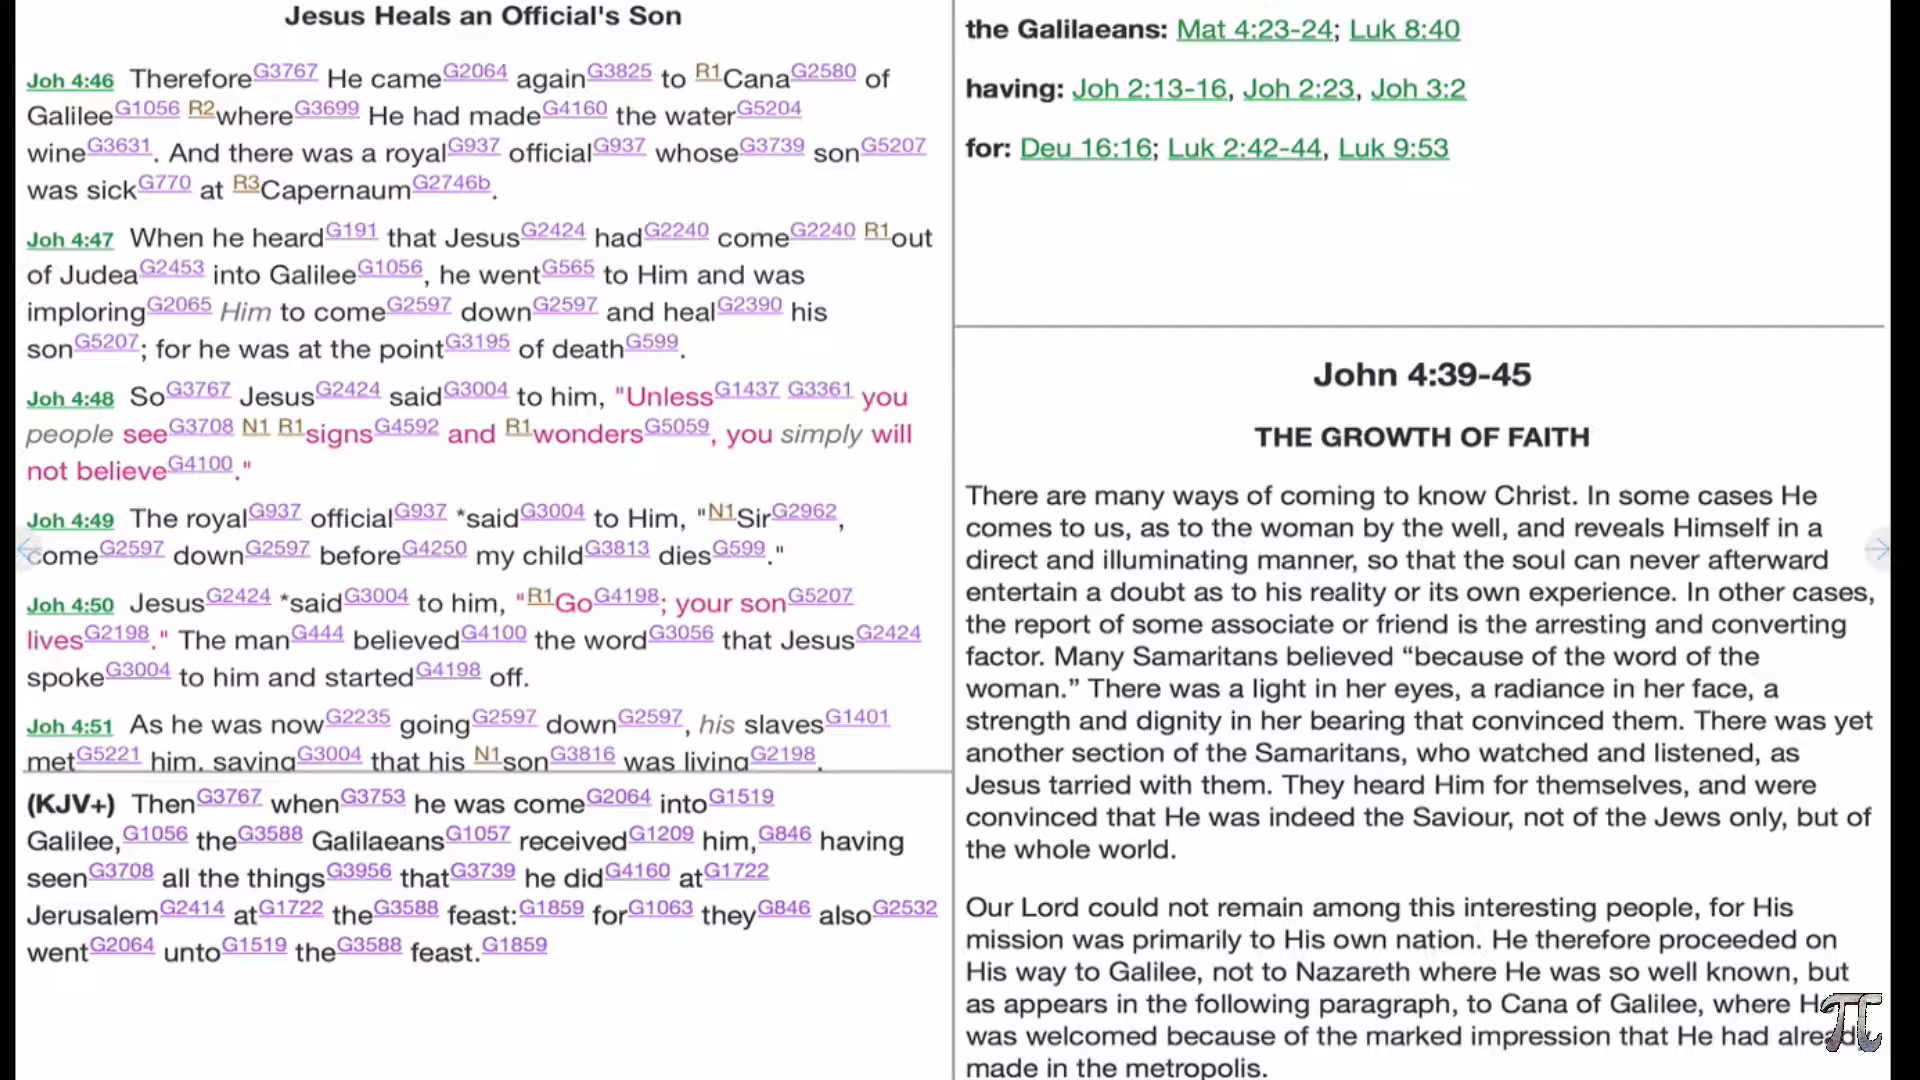 Jesus Heals an Official's Son
Joh 4:46 ThereforeG3767 He cameG2064 againG3825 to R1CanaG2580 of
GalileeG1056 R2whereG3699 He had madeG4160 the waterG5204
wineG3631. And there was a royalG937 officialG937 whoseG3739 sonG5207
was sickG770 at R3CapernaumG2746b.
Joh 4:47 When he heardG191 that JesusG2424 hadG2240 comeG2240 R1out
of JudeaG2453 into GalileeG1056, he wentG565 to Him and was
imploringG2065 Him to comeG2597 downG2597 and healG2390 his
sonG5207; for he was at the pointG3195 of deathG599.
Joh 4:48 SoG3767 JesusG2424 saidG3004 to him, "UnlessG1437 G3361 you
people seeG3708 N1 R1signsG4592 and R1wondersG5059, you simply will
not believeG4100."
Joh 4:49 The royalG937 officialG937 *saidG3004 to Him, "N1SirG2962,
comeG2597 downG2597 beforeG4250 my childG3813 diesG599."
Joh 4:50 JesusG2424 *saidG3004 to him, "R1GoG4198; your sonG5207
livesG2198." The manG444 believedG4100 the wordG3056 that JesusG2424
spokeG3004 to him and startedG4198 off.
Joh 4:51 As he was nowG2235 goingG2597 downG2597, his slavesG1401
metG5221 him, sayingG3004 that his N1sonG3816 was livingG2198.
(KJV+) ThenG3767 whenG3753 he was comeG2064 intoG1519
Galilee,G1056 theG3588 GalilaeansG1057 receivedG1209 him,G846 having
seenG3708 all the thingsG3956 thatG3739 he didG4160 atG1722
JerusalemG2414 atG1722 theG3588 feast:G1859 forG1063 theyG846 alsoG2532
wentG2064 untoG1519 theG3588 feast.G1859
the Galilaeans: Mat 4:23-24; Luk 8:40
having: Joh 2:13-16, Joh 2:23, Joh 3:2
for: Deu 16:16; Luk 2:42-44, Luk 9:53
John 4:39-45
THE GROWTH OF FAITH
There are many ways of coming to know Christ. In some cases He
comes to us, as to the woman by the well, and reveals Himself in a
direct and illuminating manner, so that the soul can never afterward
entertain a doubt as to his reality or its own experience. In other cases,
the report of some associate or friend is the arresting and converting
factor. Many Samaritans believed “because of the word of the
woman.” There was a light in her eyes, a radiance in her face, a
strength and dignity in her bearing that convinced them. There was yet
another section of the Samaritans, who watched and listened, as
Jesus tarried with them. They heard Him for themselves, and were
convinced that He was indeed the Saviour, not of the Jews only, but of
the whole world.
Our Lord could not remain among this interesting people, for His
mission was primarily to His own nation. He therefore proceeded on
His way to Galilee, not to Nazareth where He was so well known, but
as appears in the following paragraph, to Cana of Galilee, where He
was welcomed because of the marked impression that He had already
made in the metropolis.
π